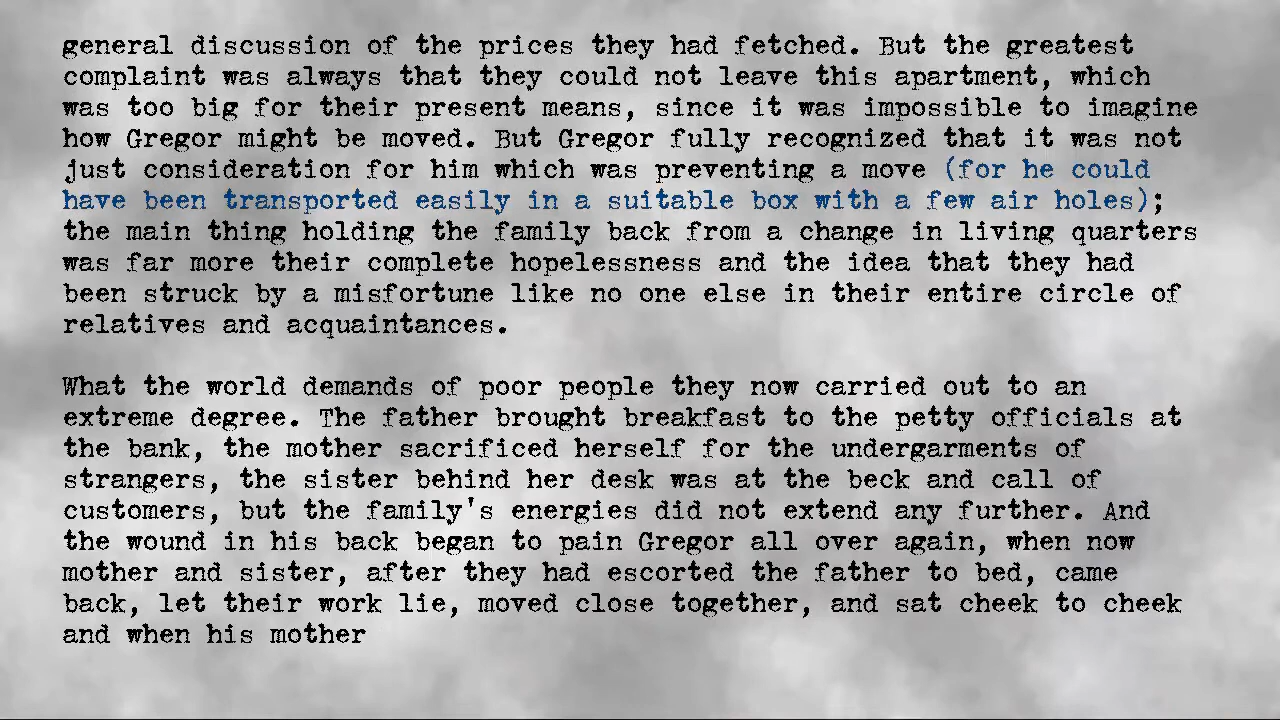 general discussion of the prices they had fetched. But the greatest
complaint was always that they could not leave this apartment, which
was too big for their present means, since it was impossible to imagine
how Gregor might be moved. But Gregor fully recognized that it was not
just consideration for him which was preventing a move (for he could
have been transported easily in a suitable box with a few air holes);
the main thing holding the family back from a change in living quarters
was far more their complete hopelessness and the idea that they had
been struck by a misfortune like no one else in their entire circle of
relatives and acquaintances.

What the world demands of poor people they now carried out to an
extreme degree. The father brought breakfast to the petty officials at
the bank, the mother sacrificed herself for the undergarments of
strangers, the sister behind her desk was at the beck and call of
customers, but the family's energies did not extend any further. And
the wound in his back began to pain Gregor all over again, when now
mother and sister, after they had escorted the father to bed, came
back, let their work lie, moved close together, and sat cheek to cheek
and when his mother